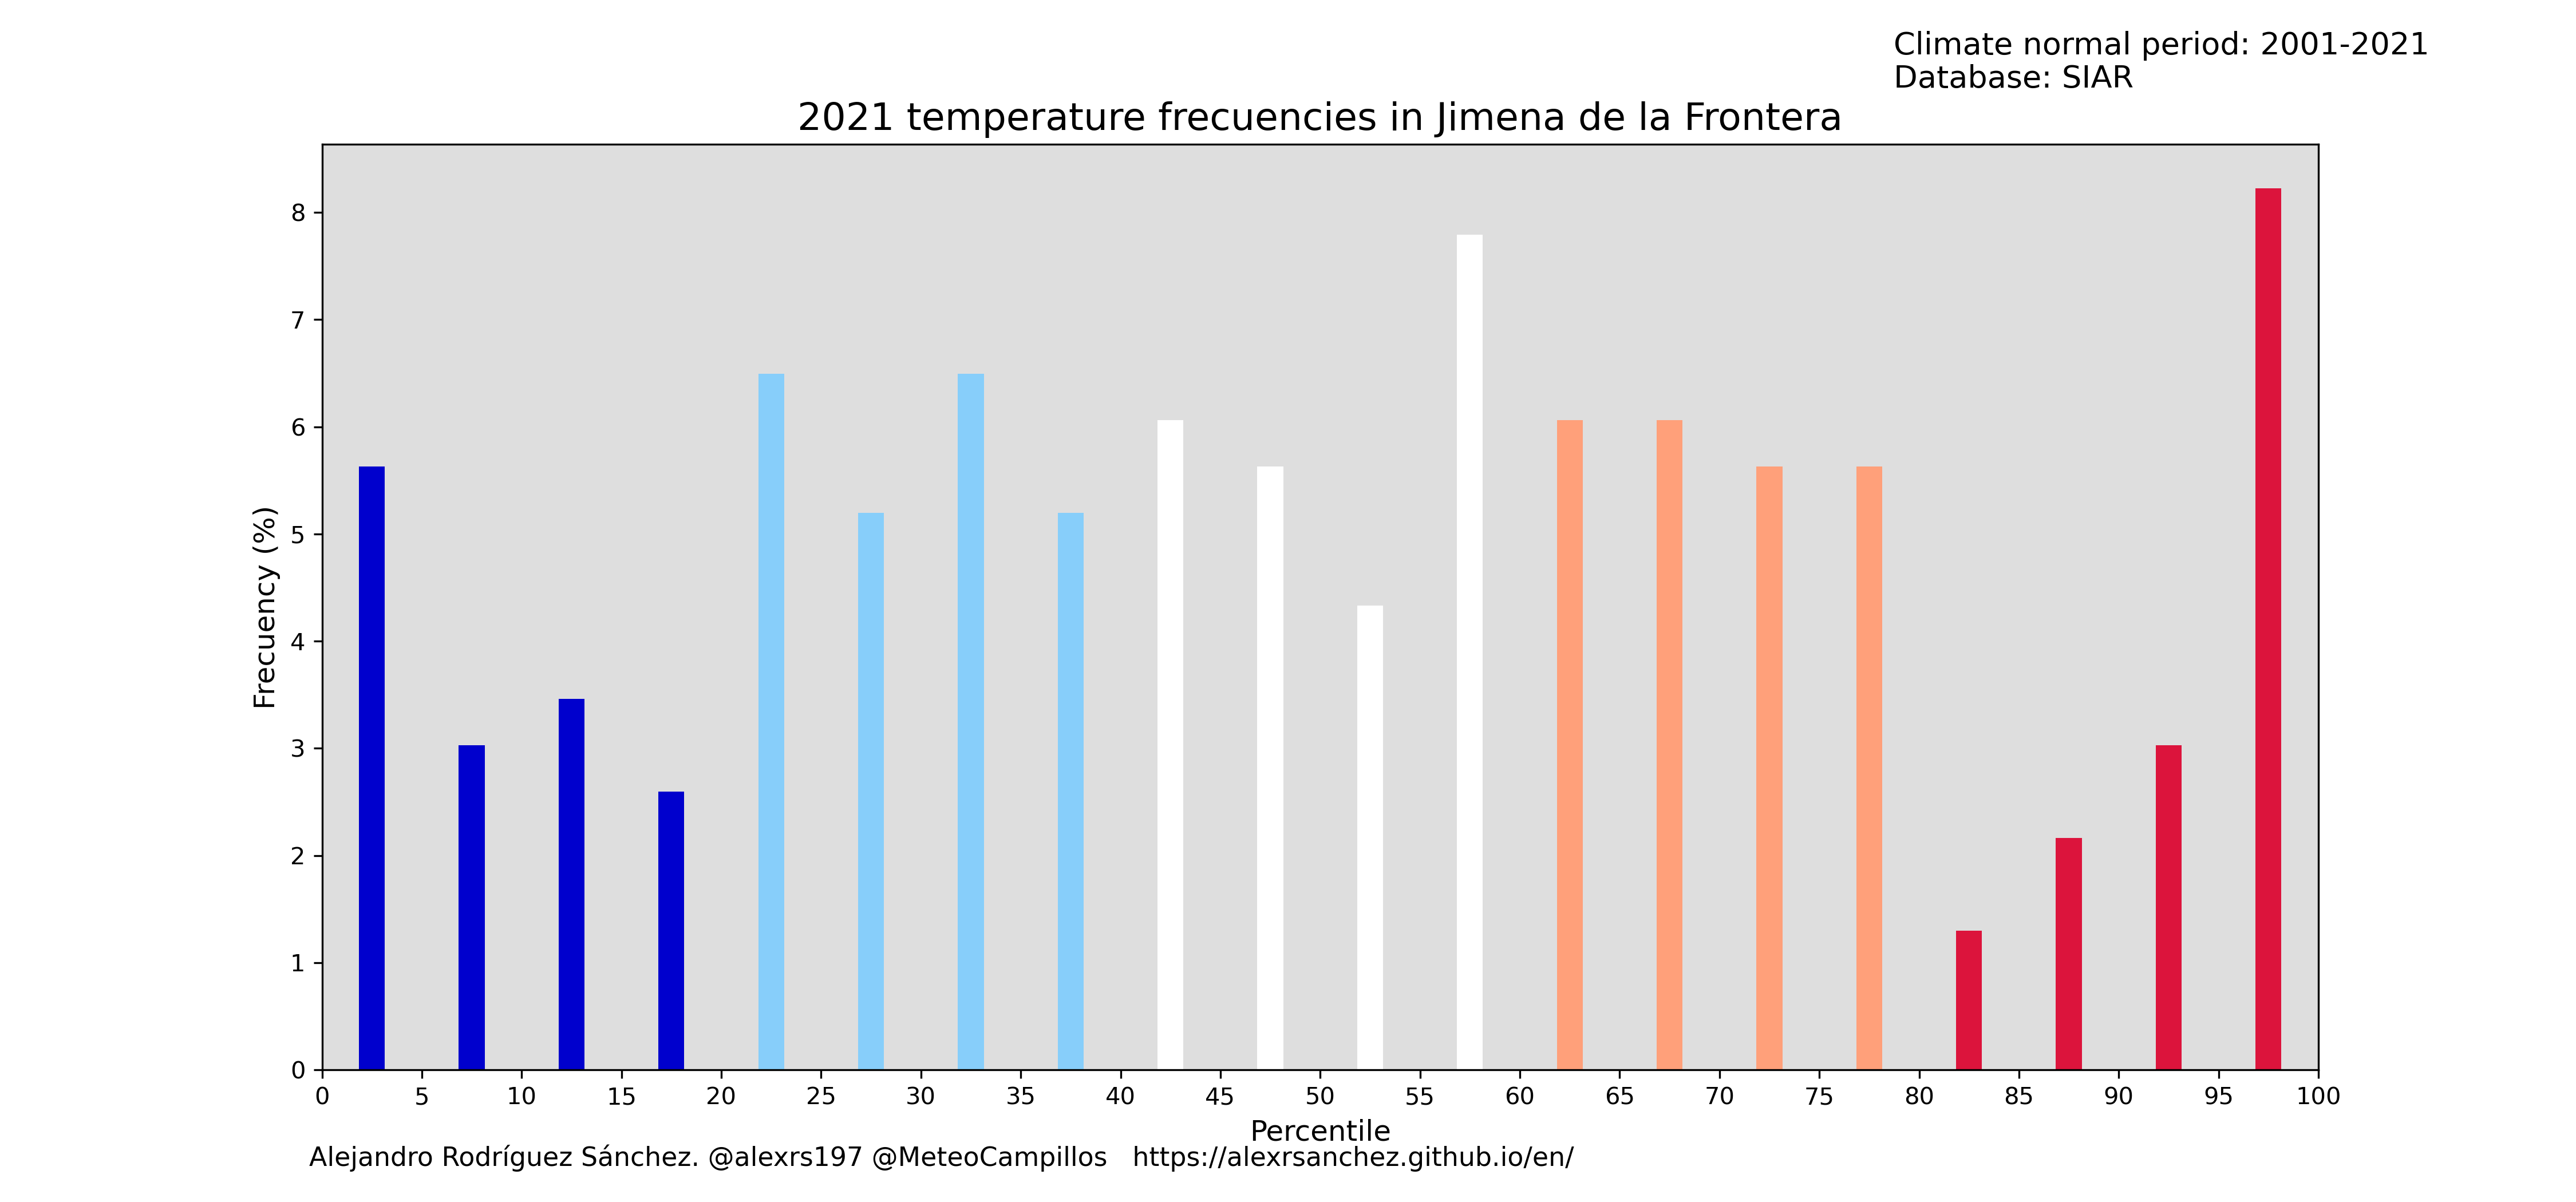 Climate normal period: 2001-2021
Database: SIAR
2021 temperature frecuencies in Jimena de la Frontera
Frecuency (%)
8
7
6
5
4
3
2
1
0
0 5 10 15 20 25 30 35 40 45 50 55 60 65 70 75 80 85 90 95 100
Percentile
Alejandro Rodríguez Sánchez. @alexrs197 @MeteoCampillos https://alexrsanchez.github.io/en/